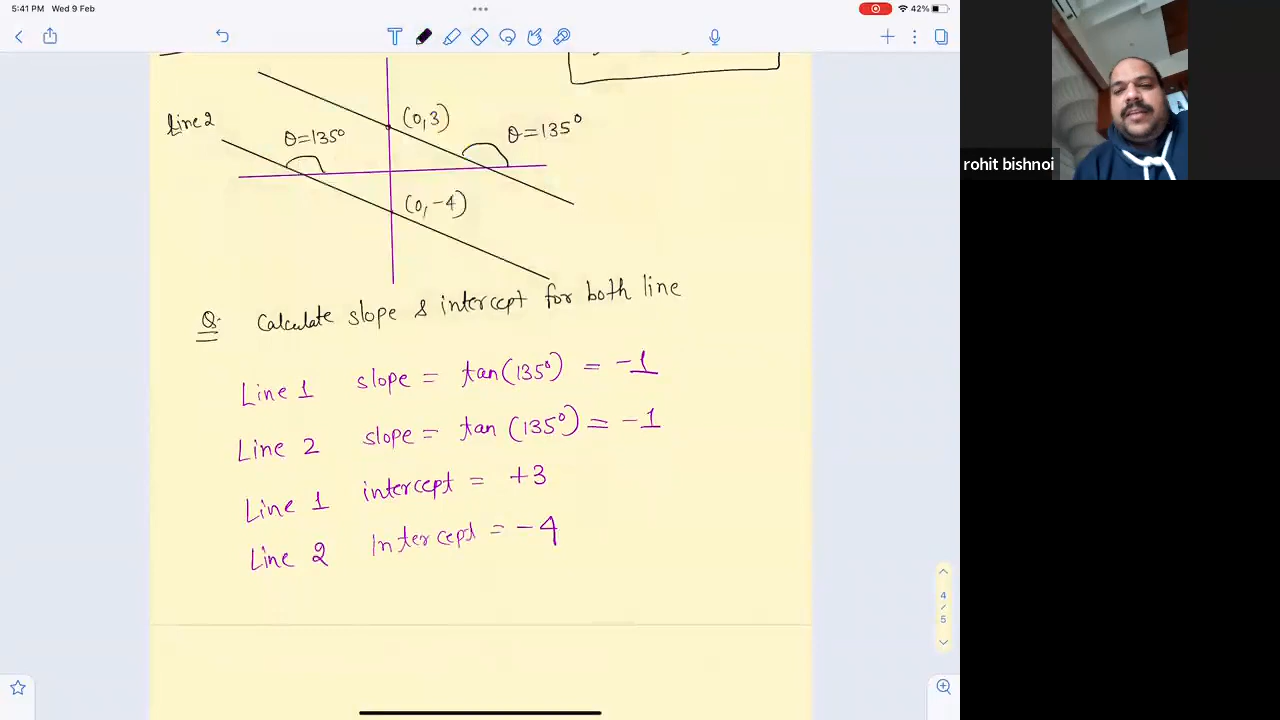 5:41 PM Wed 9 Feb
42%
T
Line 2
θ=135°
(0,3)
θ=135°
(0,-4)
Q. Calculate slope & intercept for both line
Line 1 slope = tan(135°) = -1
Line 2 slope = tan (135°) = -1
Line 1 intercept = +3
Line 2 Intercept = -4
4
/
5
rohit bishnoi